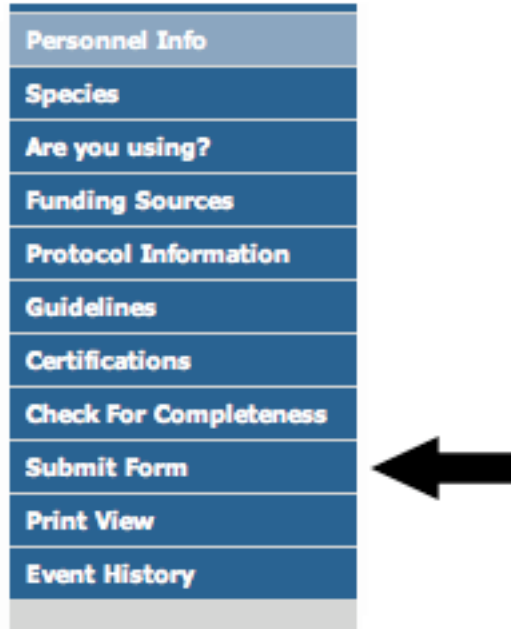 Personnel Info
Species
Are you using?
Funding Sources
Protocol Information
Guidelines
Certifications
Check For Completeness
Submit Form
Print View
Event History